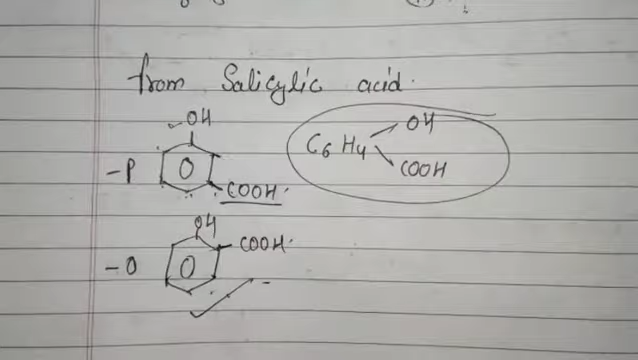 from Salicylic acid.
OH
C6H4 OH
COOH
-P
COOH.
OH
COOH.
-O